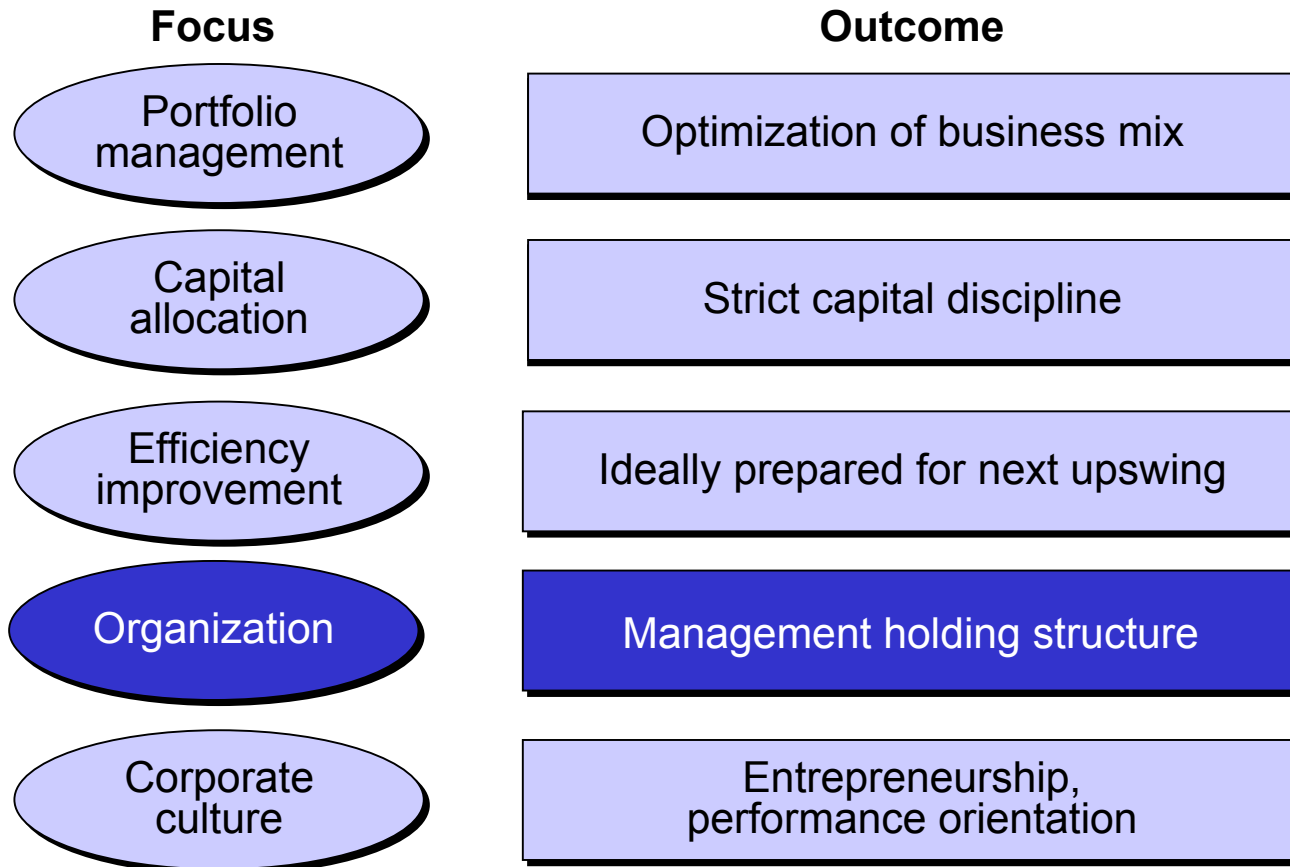 Focus
Outcome
Portfolio
management
Optimization of business mix
Capital
allocation
Strict capital discipline
Efficiency
improvement
Ideally prepared for next upswing
Organization
Management holding structure
Corporate
culture
Entrepreneurship,
performance orientation